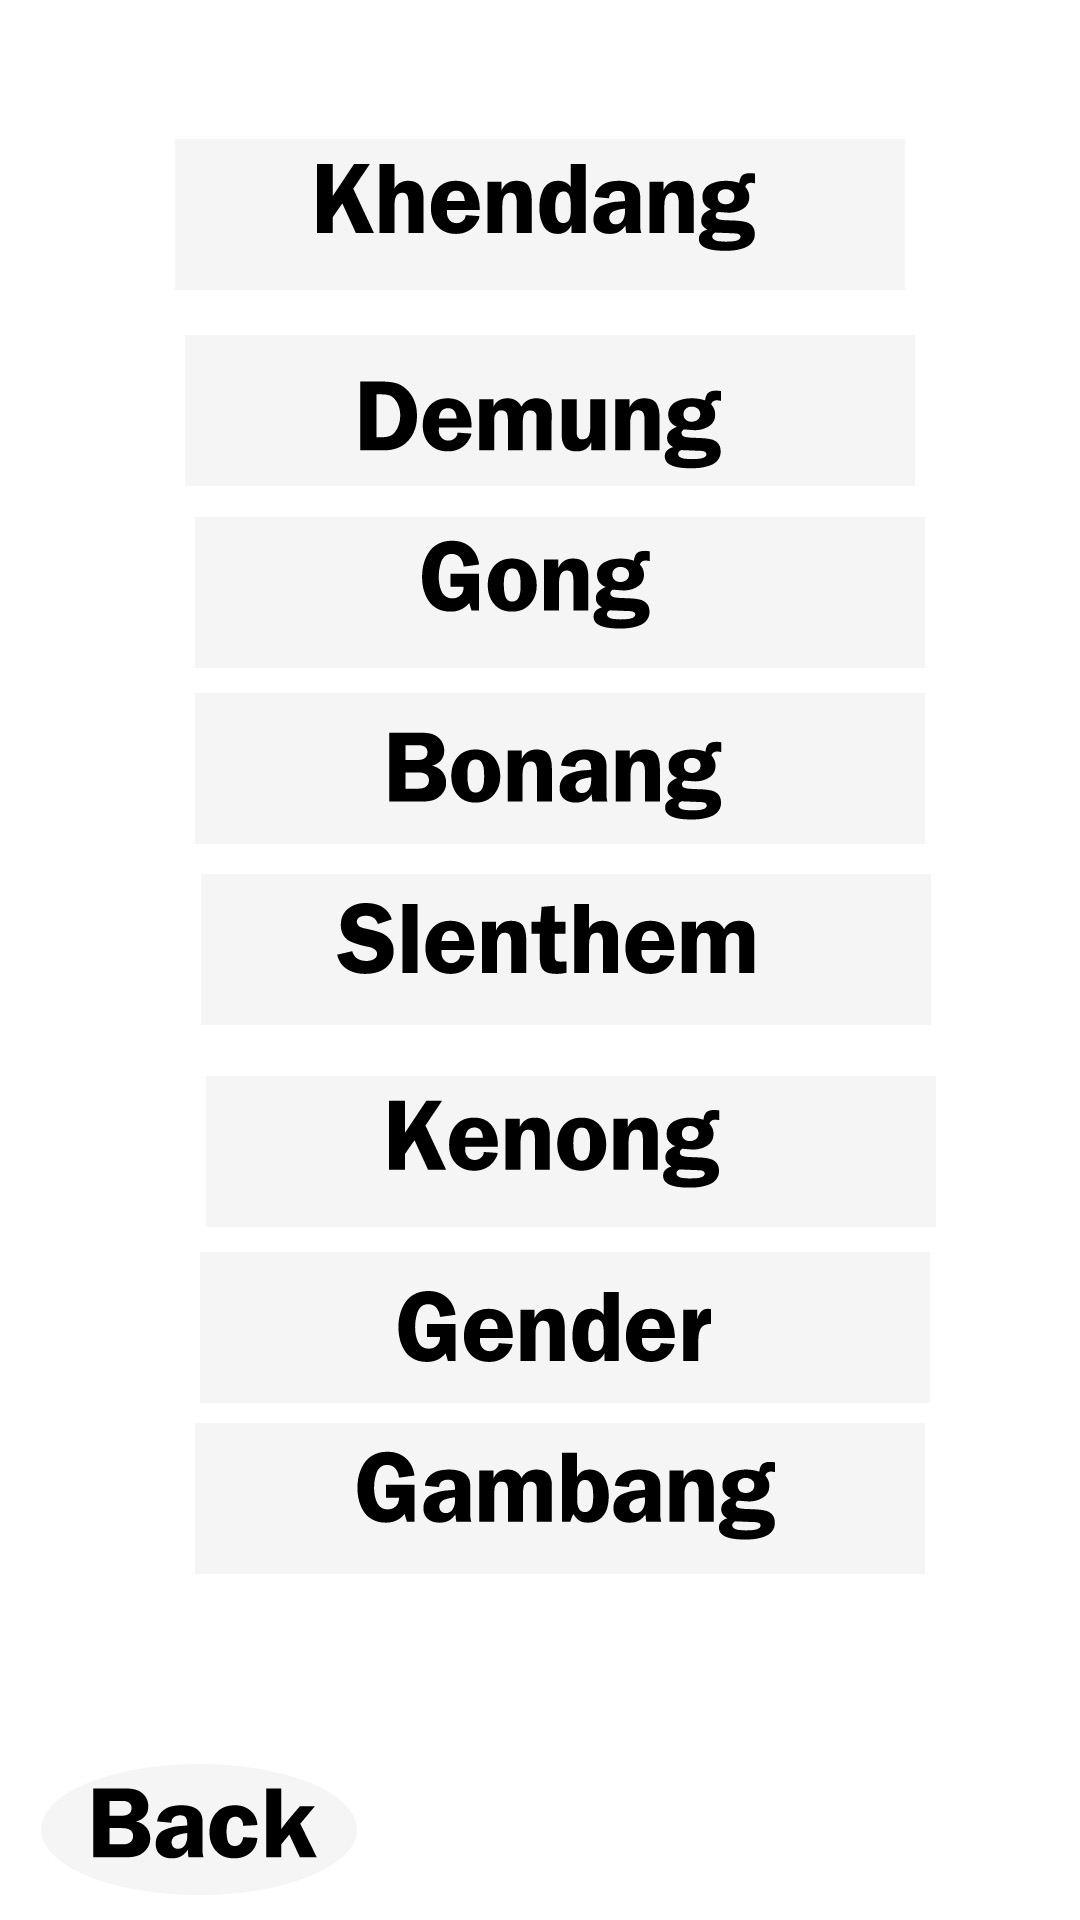 Khendang
Demung
Gong
Bonang
Slenthem
Kenong
Gender
Gambang
Back